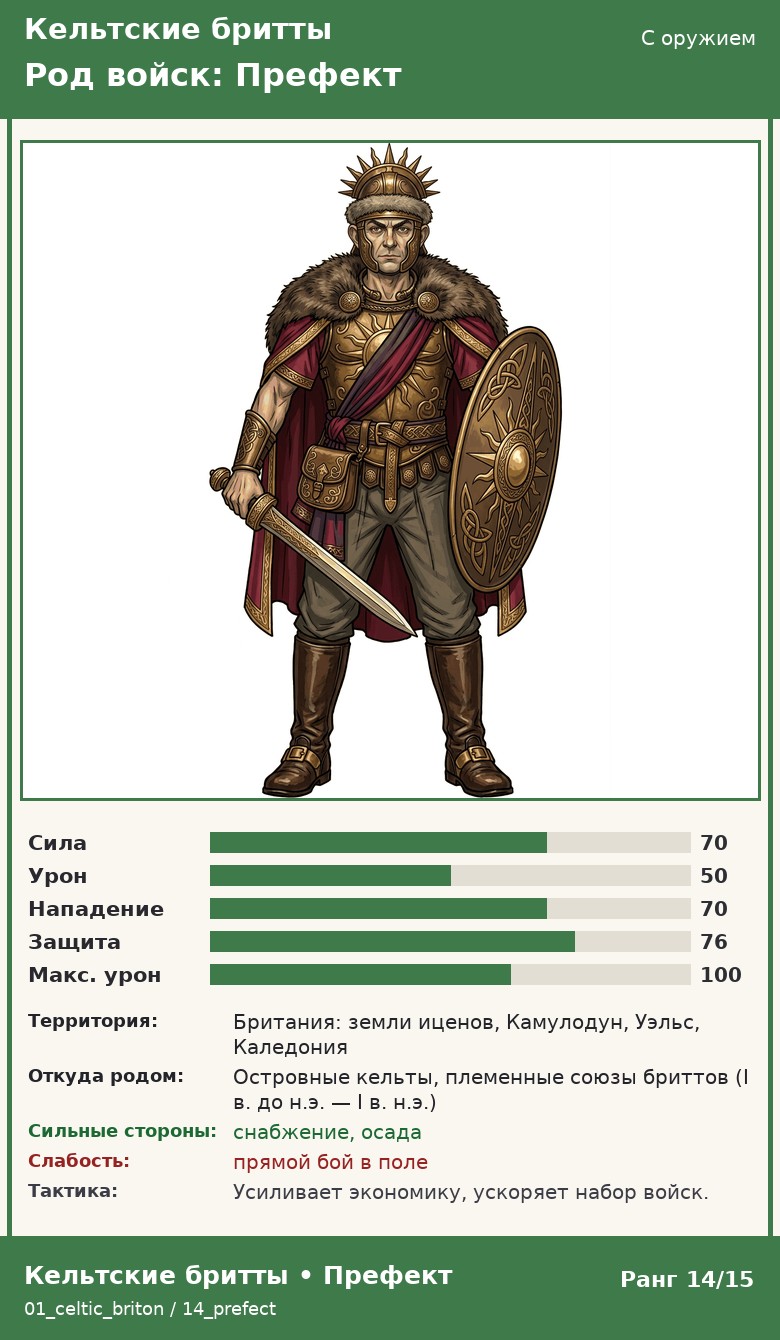 Кельтские бритты
С оружием
Род войск: Префект
Сила 70
Урон 50
Нападение 70
Защита 76
Макс. урон 100
Территория: Британия: земли иценов, Камулодун, Уэльс,
Каледония
Откуда родом: Островные кельты, племенные союзы бриттов (I
в. до н.э. — I в. н.э.)
Сильные стороны: снабжение, осада
Слабость: прямой бой в поле
Тактика: Усиливает экономику, ускоряет набор войск.
Кельтские бритты • Префект
Ранг 14/15
01_celtic_briton / 14_prefect